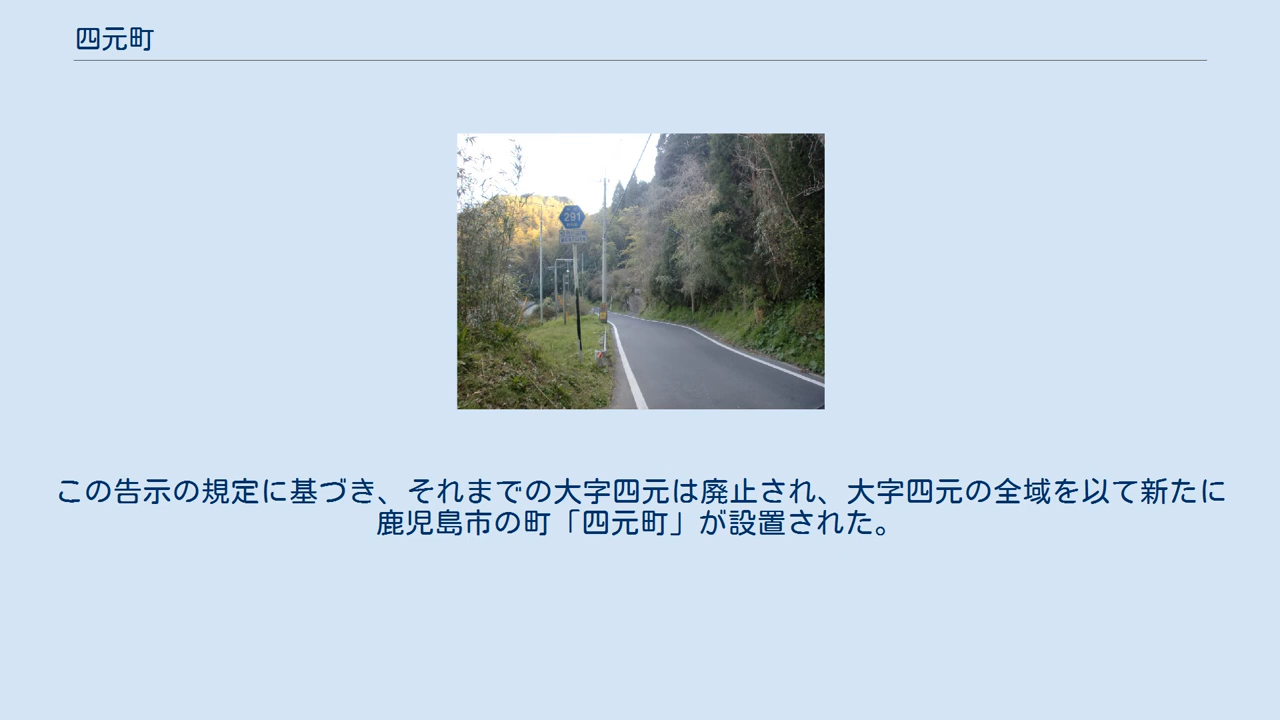 四元町
291
この告示の規定に基づき、それまでの大字四元は廃止され、大字四元の全域を以て新たに
鹿児島市の町「四元町」が設置された。